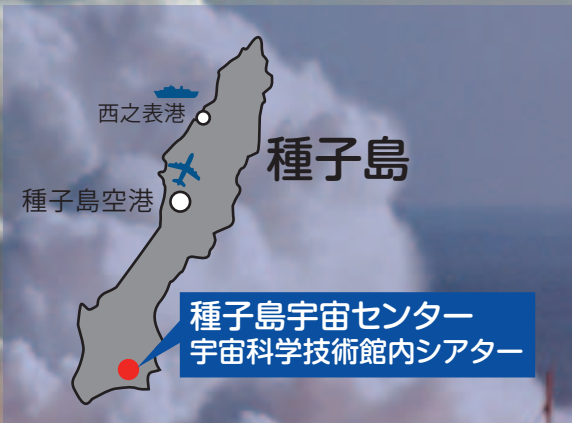 西之表港
種子島
種子島空港
種子島宇宙センター
宇宙科学技術館内シアター